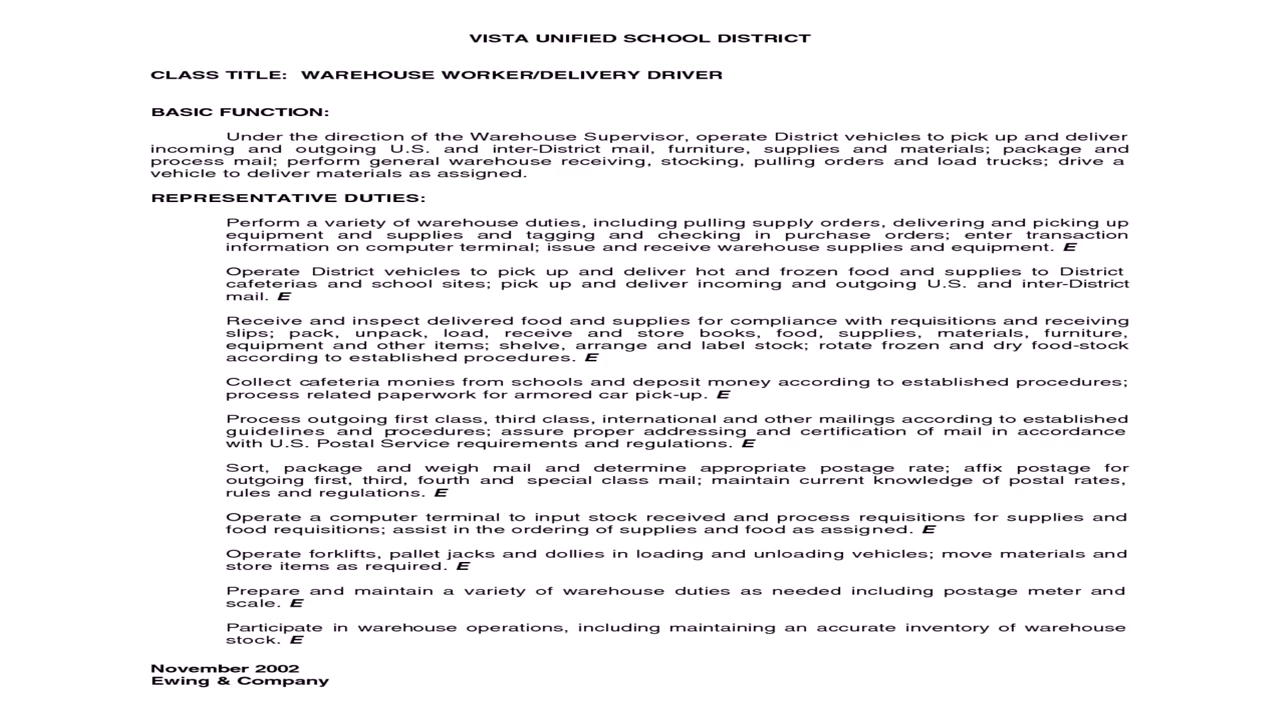 VISTA UNIFIED SCHOOL DISTRICT
CLASS TITLE: WAREHOUSE WORKER/DELIVERY DRIVER
BASIC FUNCTION:
Under the direction of the Warehouse Supervisor, operate District vehicles to pick up and deliver
incoming and outgoing U.S. and inter-District mail, furniture, supplies and materials; package and
process mail; perform general warehouse receiving, stocking, pulling orders and load trucks; drive a
vehicle to deliver materials as assigned.
REPRESENTATIVE DUTIES:
Perform a variety of warehouse duties, including pulling supply orders, delivering and picking up
equipment and supplies and tagging and checking in purchase orders; enter transaction
information on computer terminal; issue and receive warehouse supplies and equipment. E
Operate District vehicles to pick up and deliver hot and frozen food and supplies to District
cafeterias and school sites; pick up and deliver incoming and outgoing U.S. and inter-District
mail. E
Receive and inspect delivered food and supplies for compliance with requisitions and receiving
slips; pack, unpack, load, receive and store books, food, supplies, materials, furniture,
equipment and other items; shelve, arrange and label stock; rotate frozen and dry food-stock
according to established procedures. E
Collect cafeteria monies from schools and deposit money according to established procedures;
process related paperwork for armored car pick-up. E
Process outgoing first class, third class, international and other mailings according to established
guidelines and procedures; assure proper addressing and certification of mail in accordance
with U.S. Postal Service requirements and regulations. E
Sort, package and weigh mail and determine appropriate postage rate; affix postage for
outgoing first, third, fourth and special class mail; maintain current knowledge of postal rates,
rules and regulations. E
Operate a computer terminal to input stock received and process requisitions for supplies and
food requisitions; assist in the ordering of supplies and food as assigned. E
Operate forklifts, pallet jacks and dollies in loading and unloading vehicles; move materials and
store items as required. E
Prepare and maintain a variety of warehouse duties as needed including postage meter and
scale. E
Participate in warehouse operations, including maintaining an accurate inventory of warehouse
stock. E
November 2002
Ewing & Company